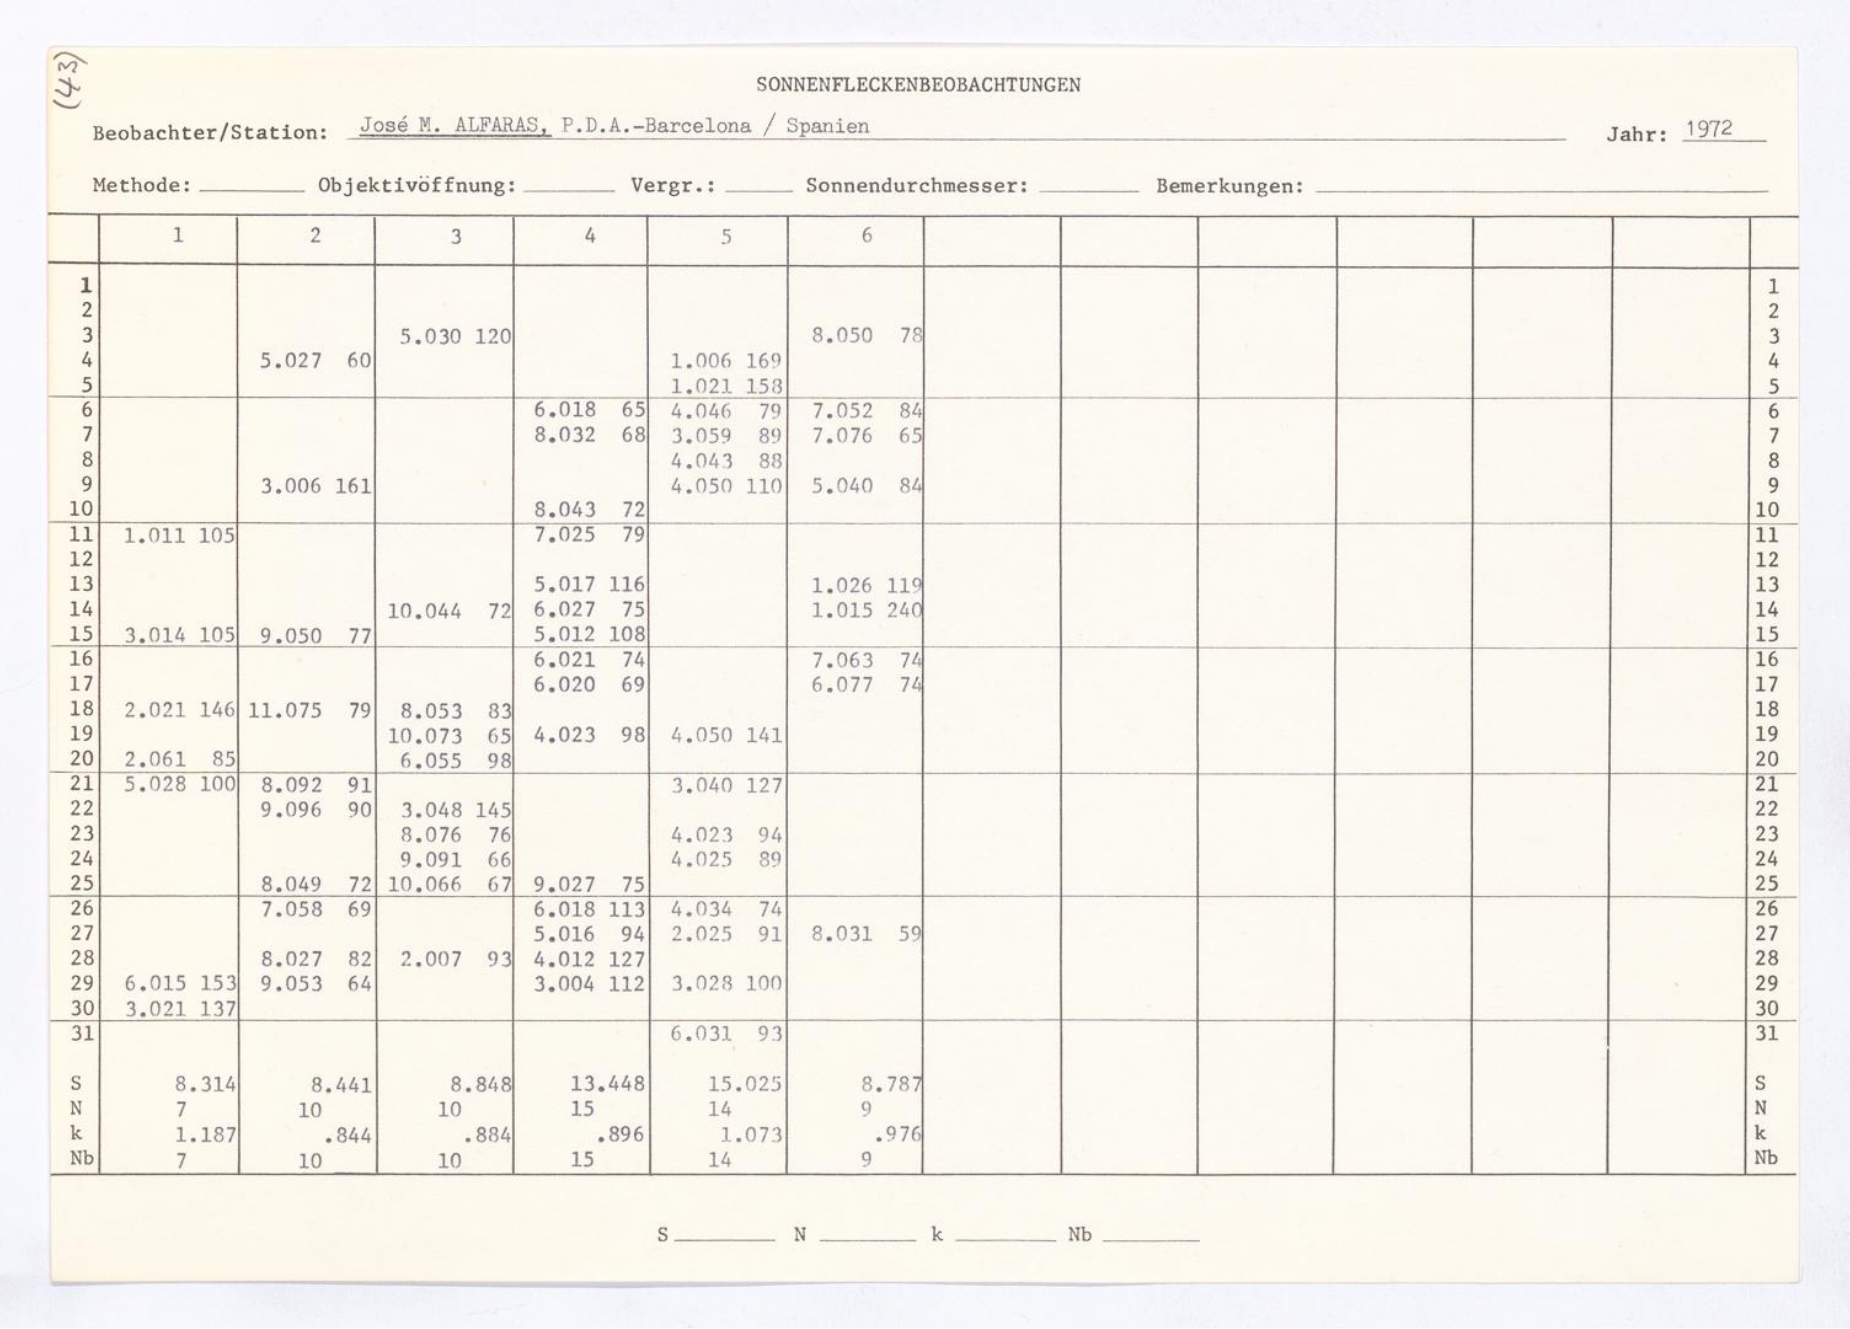 (43)
SONNENFLECKENBEOBACHTUNGEN
Beobachter/Station: José M. ALFARAS, P.D.A.-Barcelona / Spanien Jahr: 1972
Methode: Objektivöffnung: Vergr.: Sonnendurchmesser: Bemerkungen:
1 2 3 4 5 6
1 1
2 2
3 5.030 120 8.050 78 3
4 5.027 60 1.006 169 4
5 1.021 158 5
6 6.018 65 4.046 79 7.052 84 6
7 8.032 68 3.059 89 7.076 65 7
8 4.043 88 8
9 3.006 161 4.050 110 5.040 84 9
10 8.043 72 10
11 1.011 105 7.025 79 11
12 12
13 5.017 116 1.026 119 13
14 10.044 72 6.027 75 1.015 240 14
15 3.014 105 9.050 77 5.012 108 15
16 6.021 74 7.063 74 16
17 6.020 69 6.077 74 17
18 2.021 146 11.075 79 8.053 83 18
19 10.073 65 4.023 98 4.050 141 19
20 2.061 85 6.055 98 20
21 5.028 100 8.092 91 3.040 127 21
22 9.096 90 3.048 145 22
23 8.076 76 4.023 94 23
24 9.091 66 4.025 89 24
25 8.049 72 10.066 67 9.027 75 25
26 7.058 69 6.018 113 4.034 74 26
27 5.016 94 2.025 91 8.031 59 27
28 8.027 82 2.007 93 4.012 127 28
29 6.015 153 9.053 64 3.004 112 3.028 100 29
30 3.021 137 30
31 6.031 93 31
S 8.314 8.441 8.848 13.448 15.025 8.787 S
N 7 10 10 15 14 9 N
k 1.187 .844 .884 .896 1.073 .976 k
Nb 7 10 10 15 14 9 Nb
S N k Nb